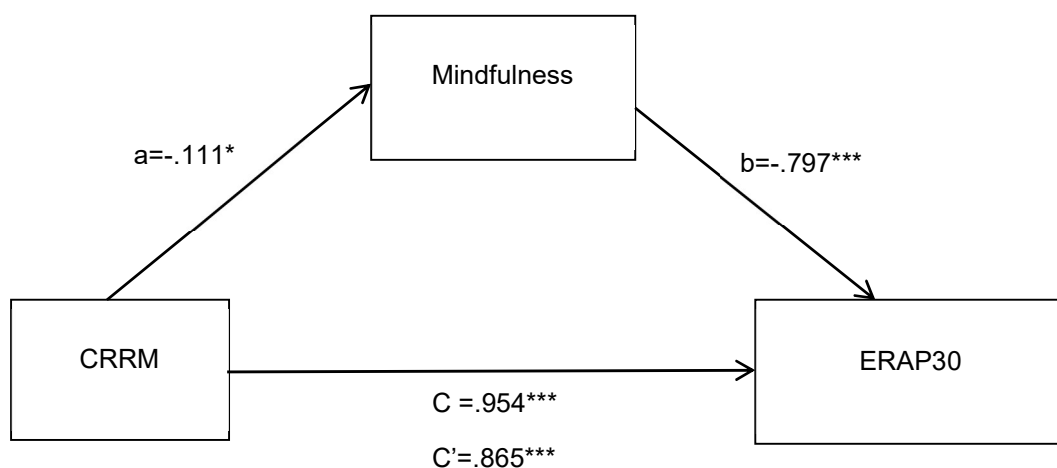 Mindfulness
a=-.111*
b=-.797***
CRRM
ERAP30
C =.954***
C’=.865***